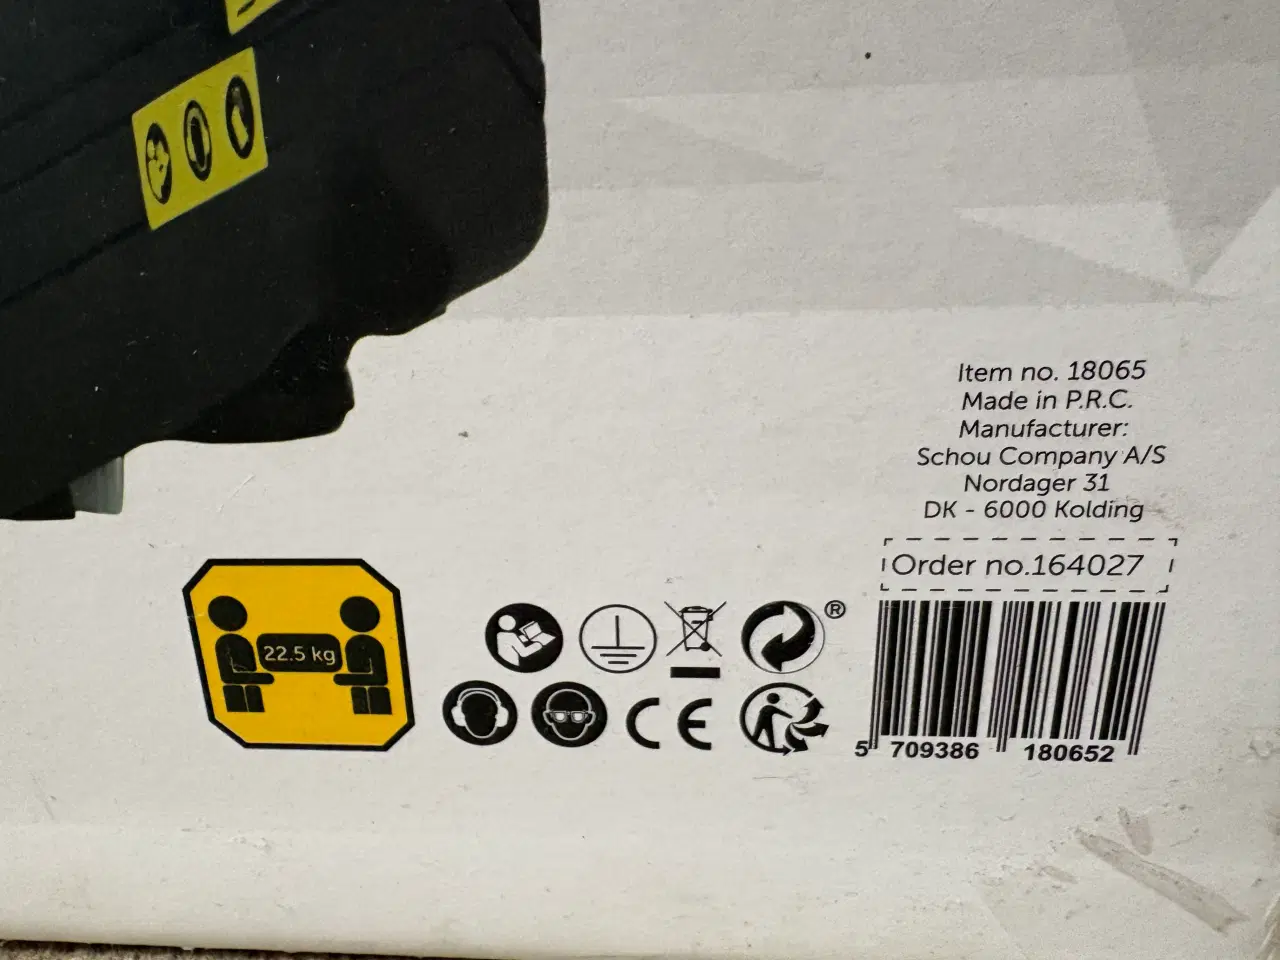 Item no. 18065
Made in P.R.C.
Manufacturer:
Schou Company A/S
Nordager 31
DK - 6000 Kolding
Order no.164027
22.5 kg
®
CE
5 709386 180652